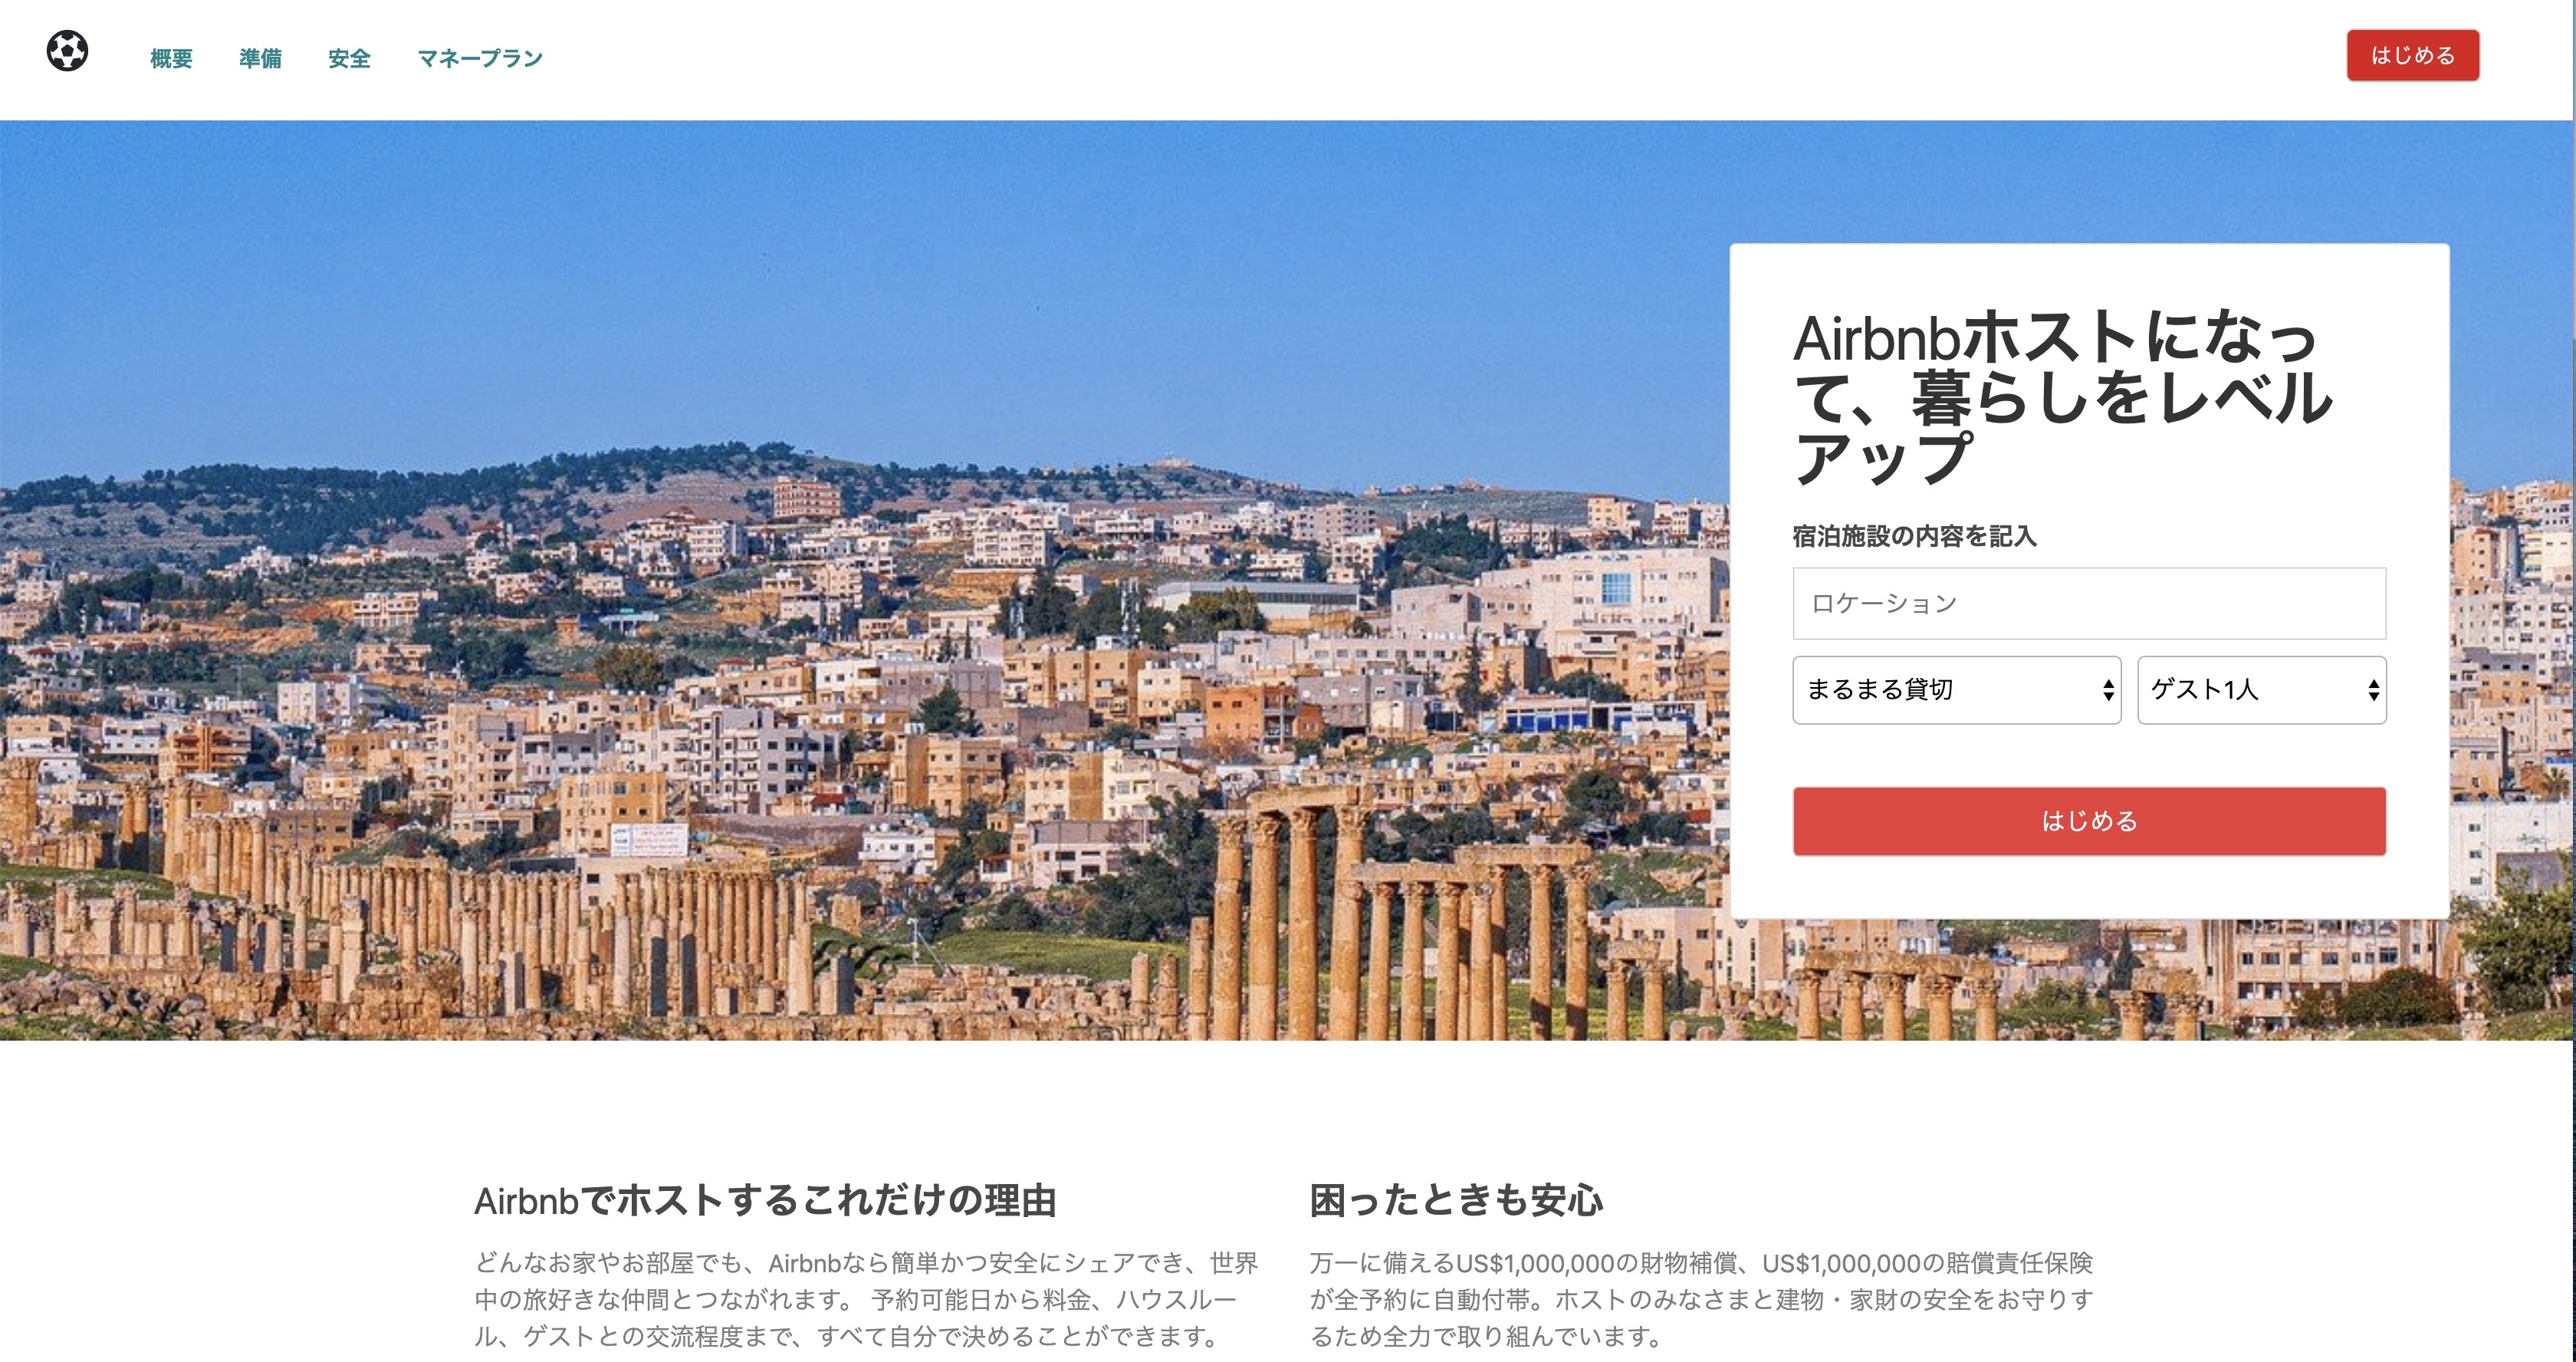 概要 準備 安全 マネープラン はじめる
Airbnbホストになっ
て、暮らしをレベル
アップ
宿泊施設の内容を記入
ロケーション
まるまる貸切 ゲスト1人
はじめる
Airbnbでホストするこれだけの理由
どんなお家やお部屋でも、Airbnbなら簡単かつ安全にシェアでき、世界
中の旅好きな仲間とつながれます。 予約可能日から料金、ハウスルー
ル、ゲストとの交流程度まで、すべて自分で決めることができます。
困ったときも安心
万一に備えるUS$1,000,000の財物補償、US$1,000,000の賠償責任保険
が全予約に自動付帯。ホストのみなさまと建物・家財の安全をお守りす
るため全力で取り組んでいます。